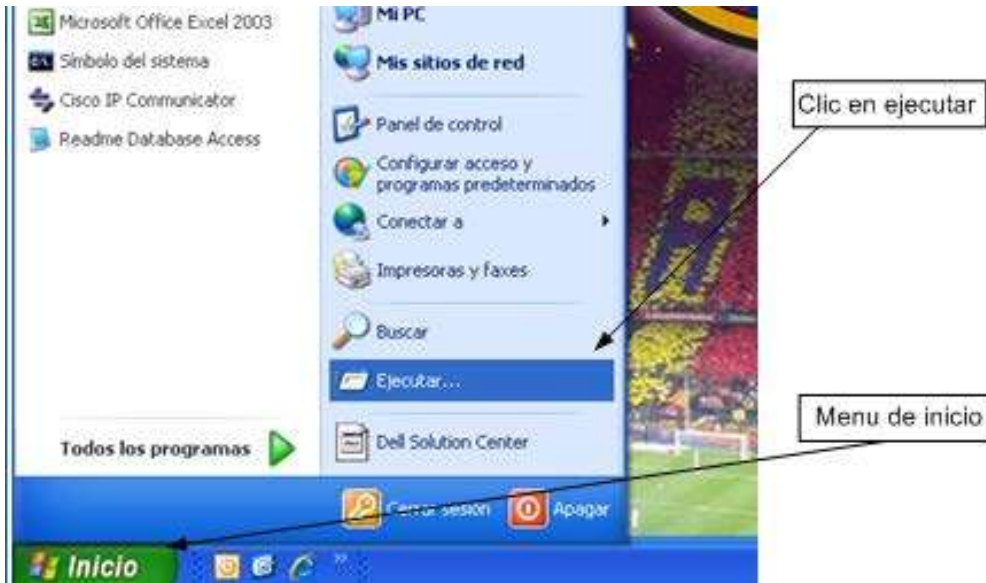 Microsoft Office Excel 2003
Símbolo del sistema
Cisco IP Communicator
Readme Database Access
Todos los programas
Mi PC
Mis sitios de red
Panel de control
Configurar acceso y
programas predeterminados
Conectar a
Impresoras y faxes
Buscar
Ejecutar...
Dell Solution Center
Cerrar sesión
Apagar
Inicio
Clic en ejecutar
Menu de inicio